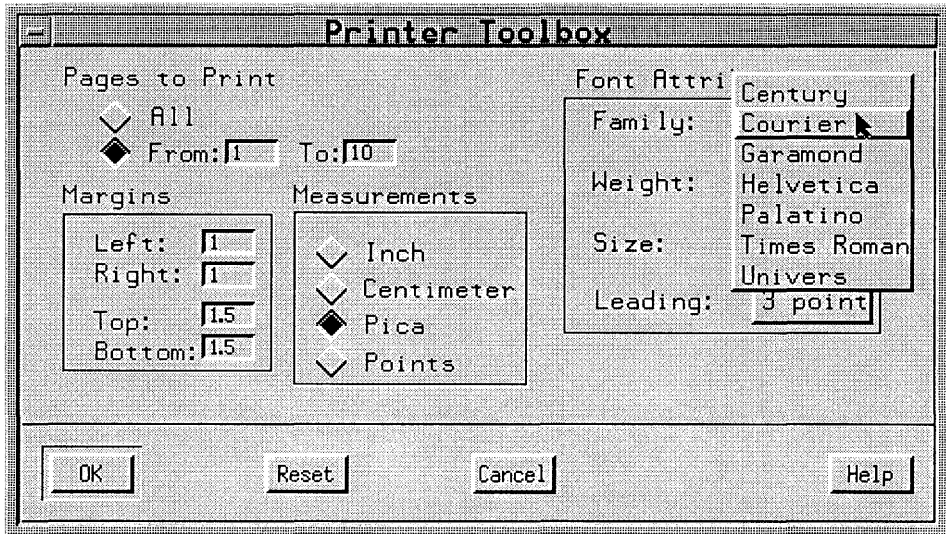 Printer Toolbox
Pages to Print
All
From: 1 To: 10
Margins
Left: 1
Right: 1
Top: 1.5
Bottom: 1.5
Measurements
Inch
Centimeter
Pica
Points
Font Attri
Family:
Weight:
Size:
Leading: 3 point
Century
Courier
Garamond
Helvetica
Palatino
Times Roman
Univers
OK Reset Cancel Help